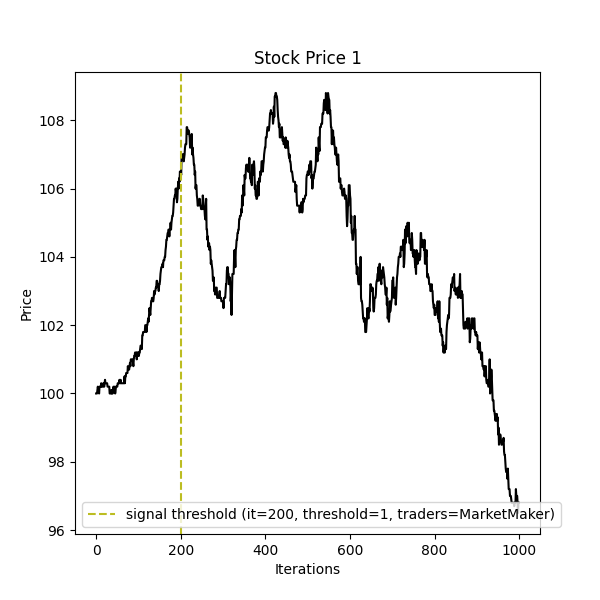 Stock Price 1
Price
108
106
104
102
100
98
96
signal threshold (it=200, threshold=1, traders=MarketMaker)
0 200 400 600 800 1000
Iterations